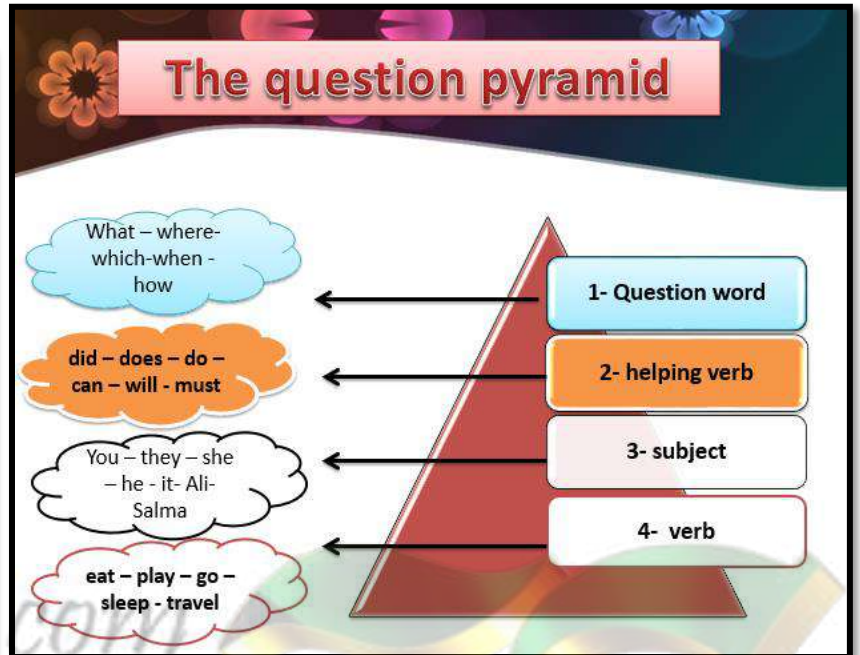 The question pyramid
What – where-
which-when -
how
1- Question word
did – does – do –
can – will - must
2- helping verb
You – they – she
– he - it- Ali-
Salma
3- subject
eat – play – go –
sleep - travel
4- verb
com